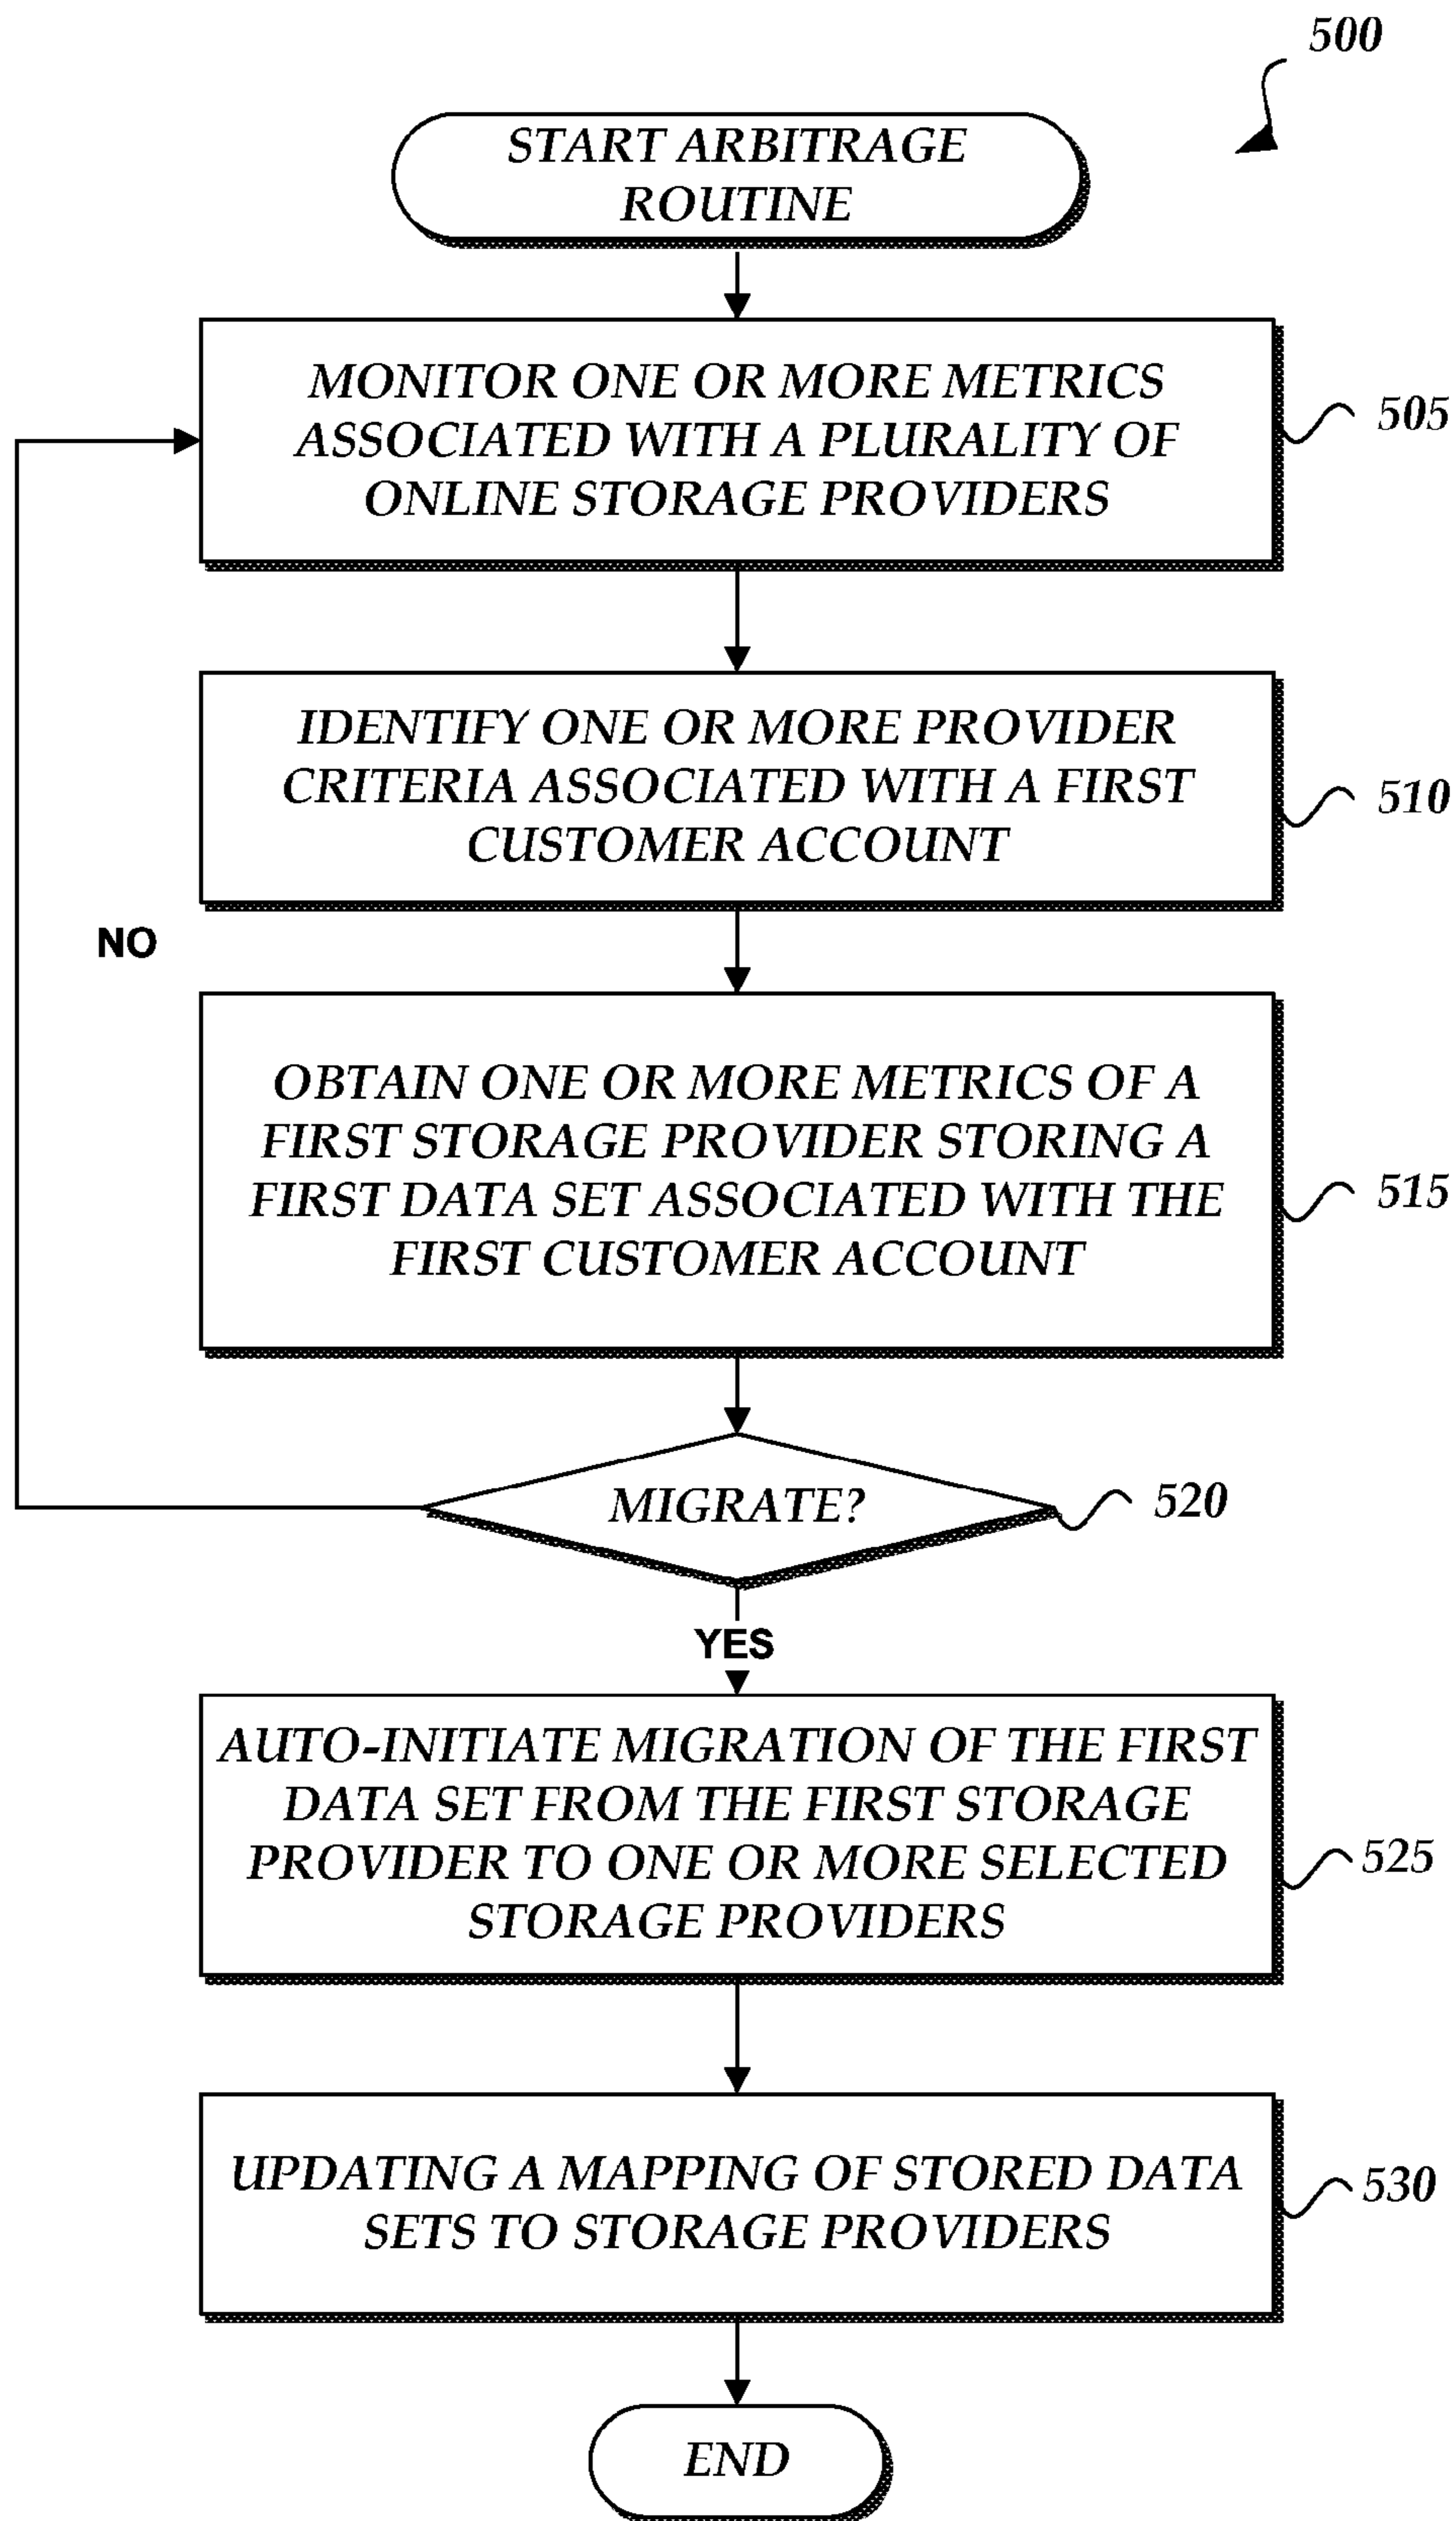 500
START ARBITRAGE
ROUTINE
MONITOR ONE OR MORE METRICS
ASSOCIATED WITH A PLURALITY OF
ONLINE STORAGE PROVIDERS
505
IDENTIFY ONE OR MORE PROVIDER
CRITERIA ASSOCIATED WITH A FIRST
CUSTOMER ACCOUNT
510
NO
OBTAIN ONE OR MORE METRICS OF A
FIRST STORAGE PROVIDER STORING A
FIRST DATA SET ASSOCIATED WITH THE
FIRST CUSTOMER ACCOUNT
515
MIGRATE?
520
YES
AUTO-INITIATE MIGRATION OF THE FIRST
DATA SET FROM THE FIRST STORAGE
PROVIDER TO ONE OR MORE SELECTED
STORAGE PROVIDERS
525
UPDATING A MAPPING OF STORED DATA
SETS TO STORAGE PROVIDERS
530
END